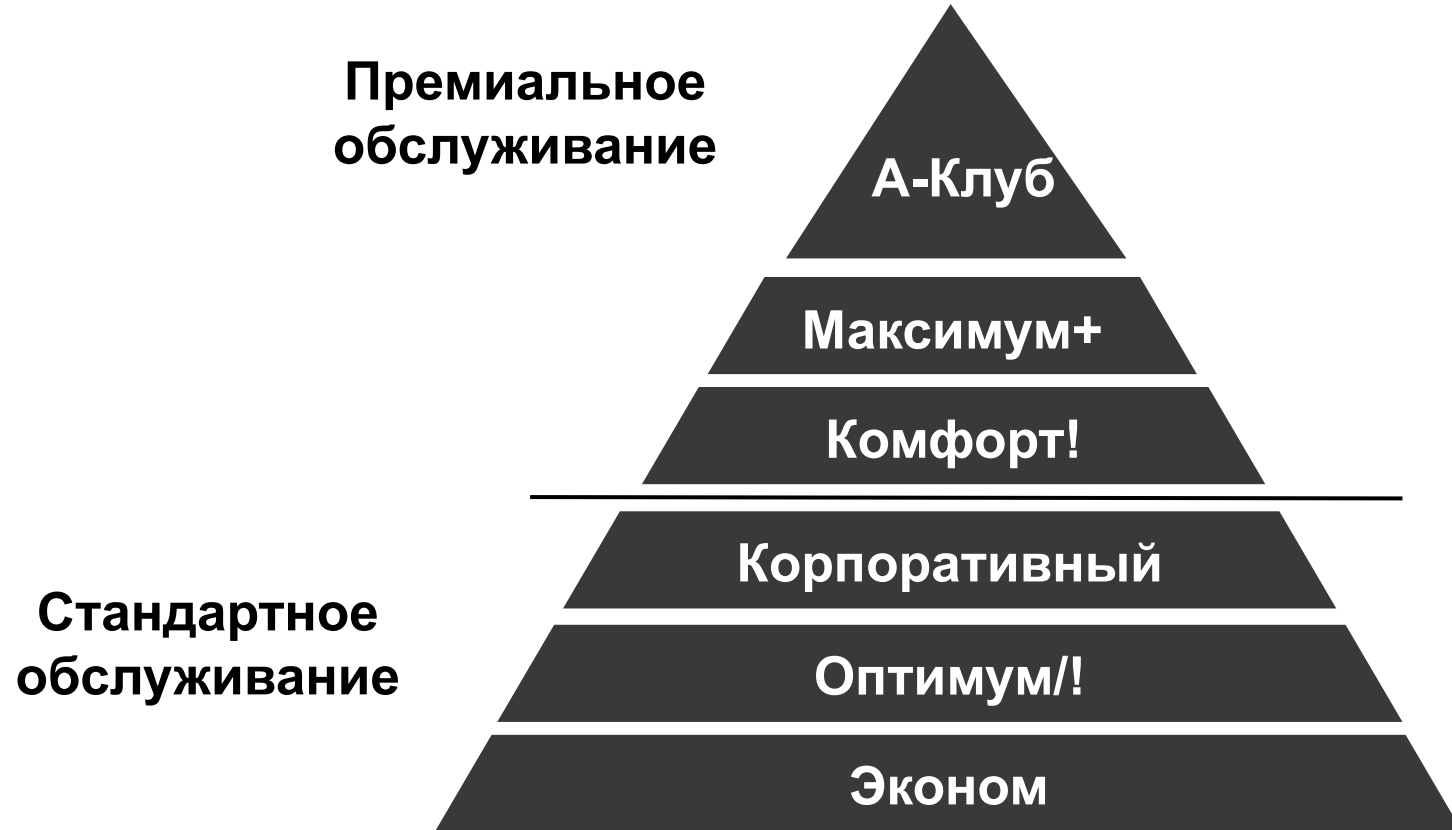 Премиальное
обслуживание
А-Клуб
Максимум+
Комфорт!
Корпоративный
Стандартное
обслуживание
Оптимум/!
Эконом